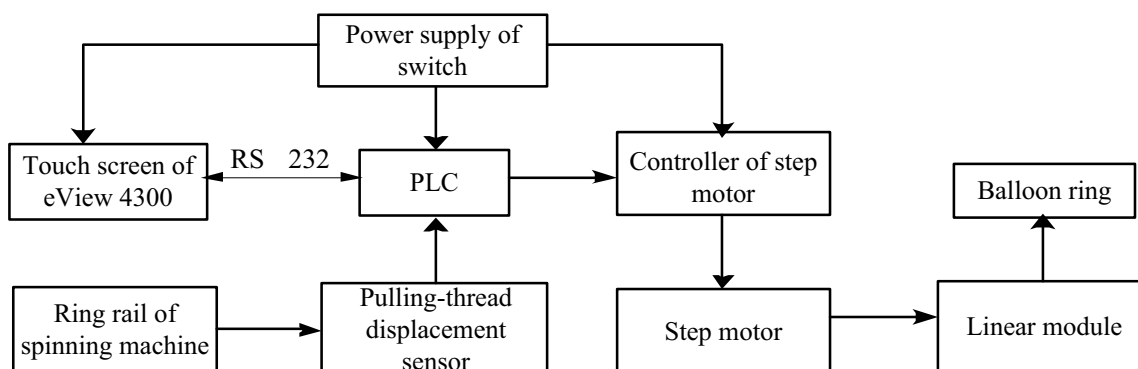 Power supply of
switch
Touch screen of
eView 4300
RS 232
PLC
Controller of step
motor
Balloon ring
Ring rail of
spinning machine
Pulling-thread
displacement
sensor
Step motor
Linear module